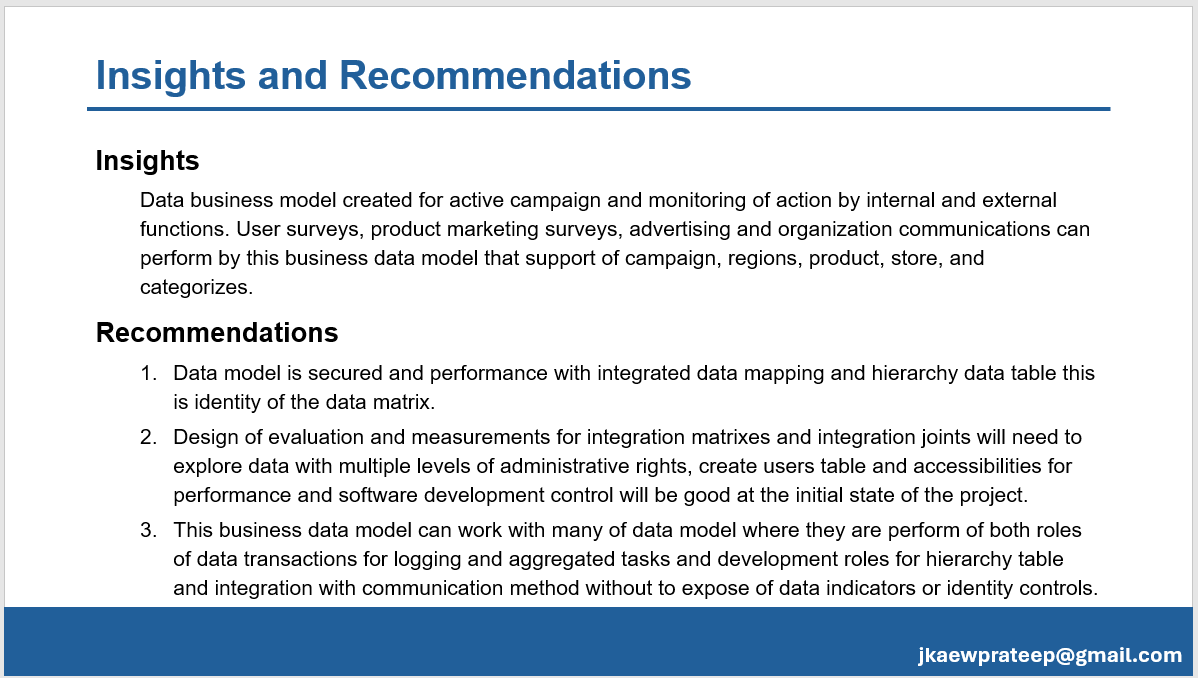 Insights and Recommendations
Insights
Data business model created for active campaign and monitoring of action by internal and external
functions. User surveys, product marketing surveys, advertising and organization communications can
perform by this business data model that support of campaign, regions, product, store, and
categorizes.
Recommendations
1. Data model is secured and performance with integrated data mapping and hierarchy data table this
is identity of the data matrix.
2. Design of evaluation and measurements for integration matrixes and integration joints will need to
explore data with multiple levels of administrative rights, create users table and accessibilities for
performance and software development control will be good at the initial state of the project.
3. This business data model can work with many of data model where they are perform of both roles
of data transactions for logging and aggregated tasks and development roles for hierarchy table
and integration with communication method without to expose of data indicators or identity controls.
jkaewprateep@gmail.com